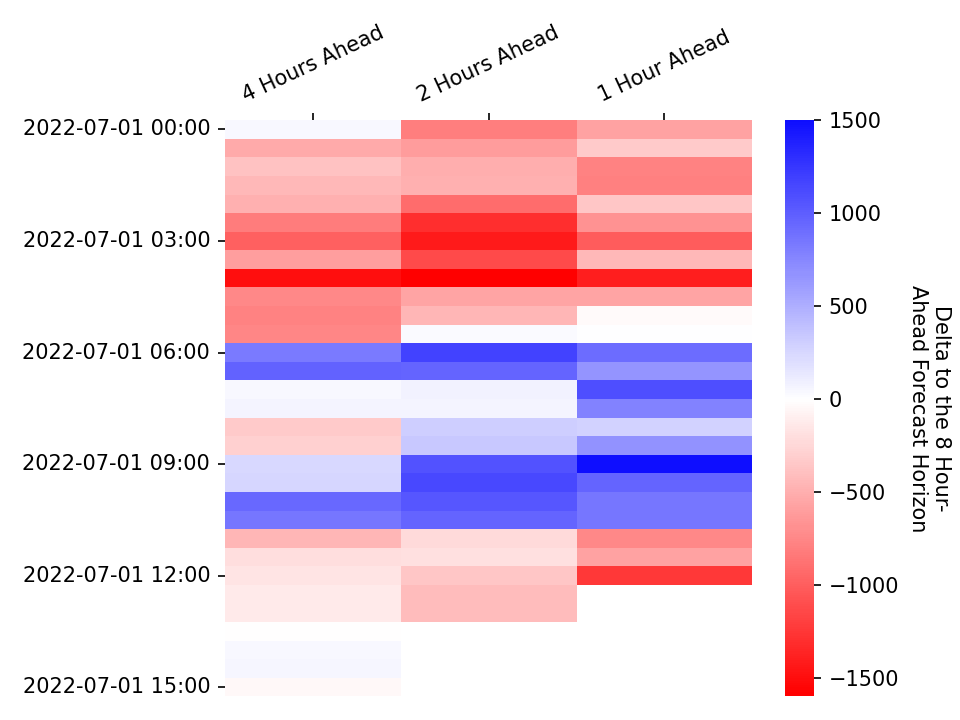 4 Hours Ahead
2 Hours Ahead
1 Hour Ahead
2022-07-01 00:00
2022-07-01 03:00
2022-07-01 06:00
2022-07-01 09:00
2022-07-01 12:00
2022-07-01 15:00
1500
1000
500
0
−500
−1000
−1500
Delta to the 8 Hour-
Ahead Forecast Horizon